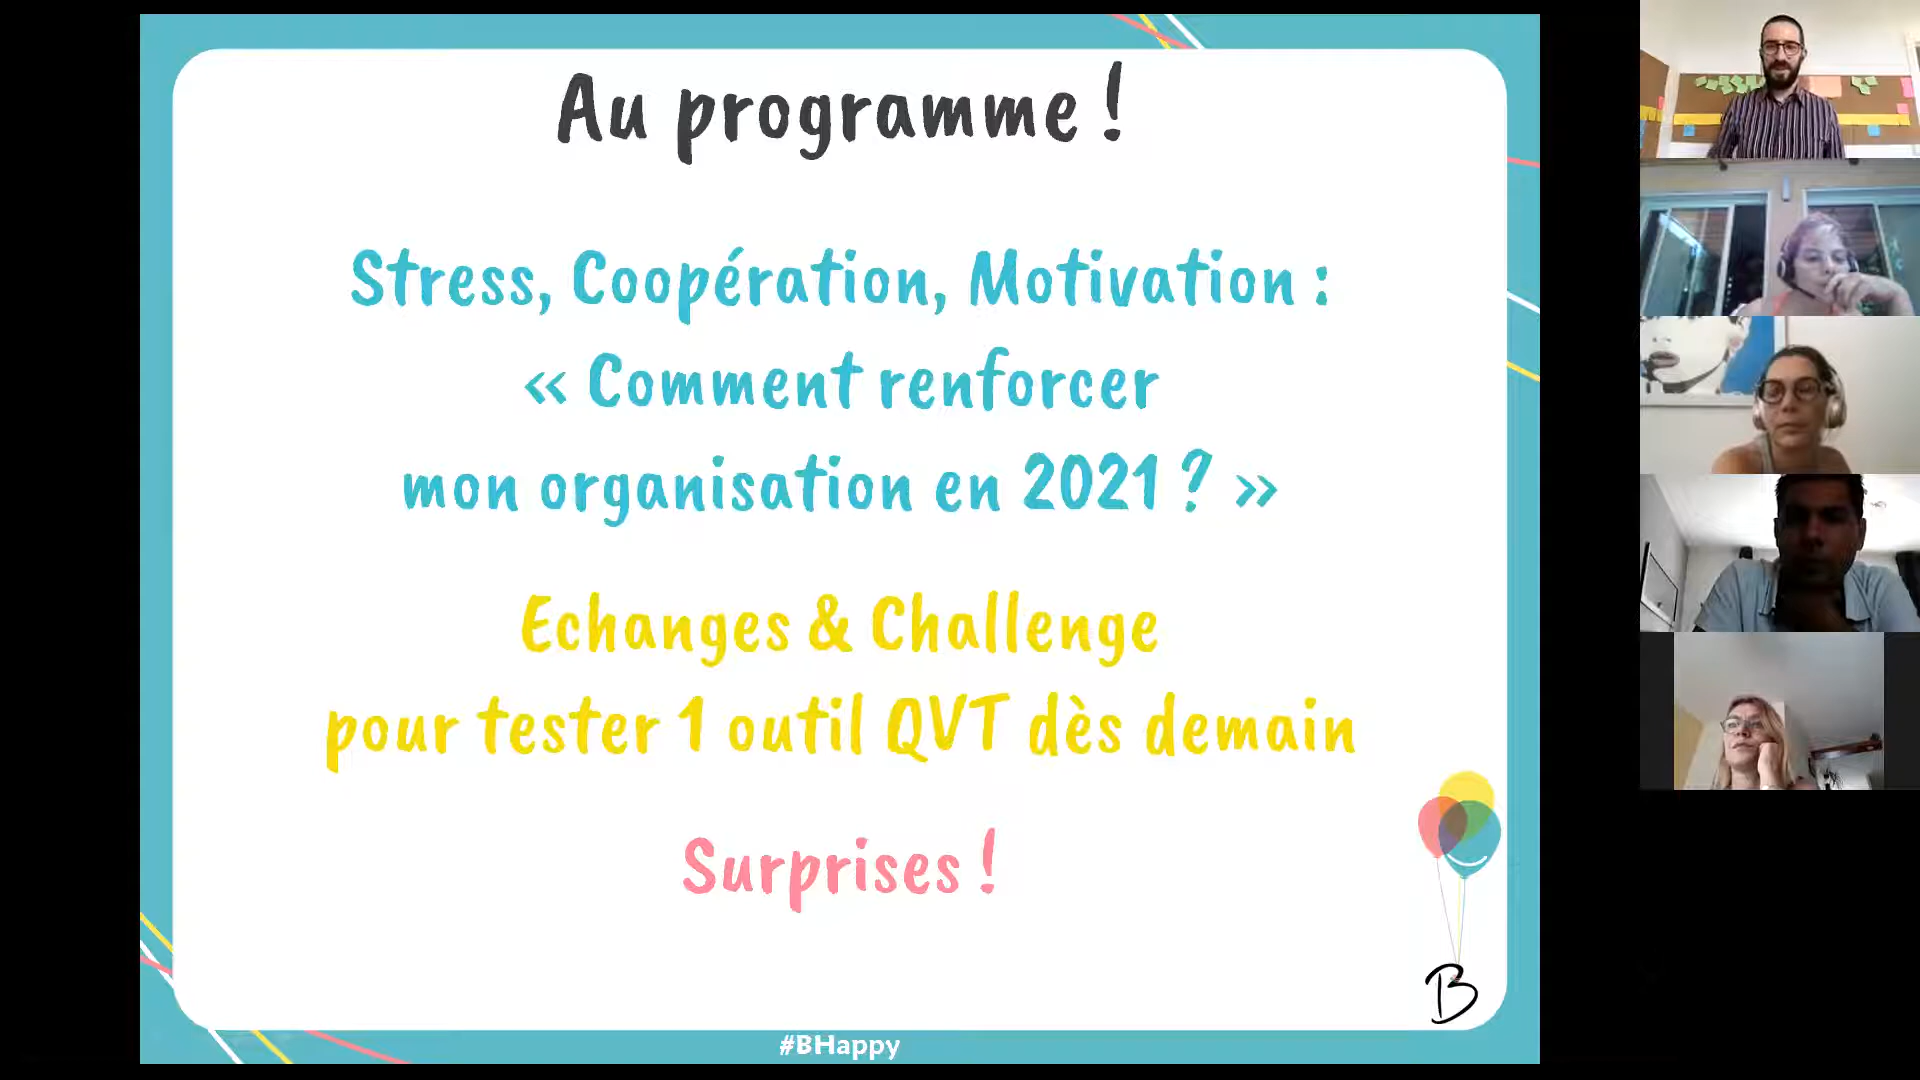 Au programme !
Stress, Coopération, Motivation :
« Comment renforcer
mon organisation en 2021 ? »
Echanges & Challenge
pour tester 1 outil QVT dès demain
Surprises !
B
#BHappy